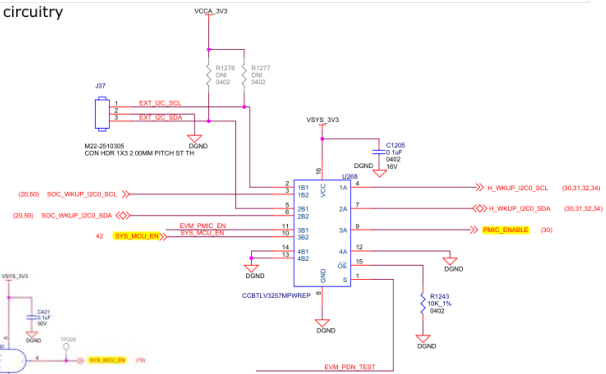 circuitry
VCCA_3V3
R1278
DNI
0402
R1277
DNI
0402
J37
1
2
3
EXT_I2C_SCL
EXT_I2C_SDA
DGND
M22-2510305
CON HDR 1X3 2.00MM PITCH ST TH
VSYS_3V3
C1205
0.1uF
0402
16V
DGND
U268
16
VCC
2 1B1
3 1B2
5 2B1
6 2B2
11 3B1
10 3B2
14 4B1
13 4B2
1A 4
2A 7
3A 9
4A 12
OE 15
S 1
GND
8
(20,50) SOC_WKUP_I2C0_SCL
(20,50) SOC_WKUP_I2C0_SDA
EVM_PMIC_EN
42 SYS_MCU_EN
SYS_MCU_EN
H_WKUP_I2C0_SCL (30,31,32,34)
H_WKUP_I2C0_SDA (30,31,32,34)
PMIC_ENABLE (30)
DGND
DGND
CCBTLV3257MPWREP
R1243
10K_1%
0402
DGND
DGND
EVM_PDN_TEST
VSYS_3V3
C421
0.1uF
50V
DGND
4
SYS_MCU_EN